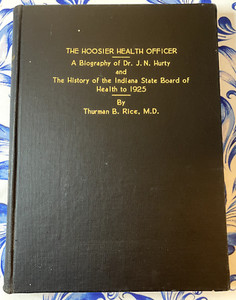 THE HOOSIER HEALTH OFFICER
A Biography of Dr. J. N. Hurty
and
The History of the Indiana State Board of
Health to 1925
By
Thurman B. Rice, M.D.